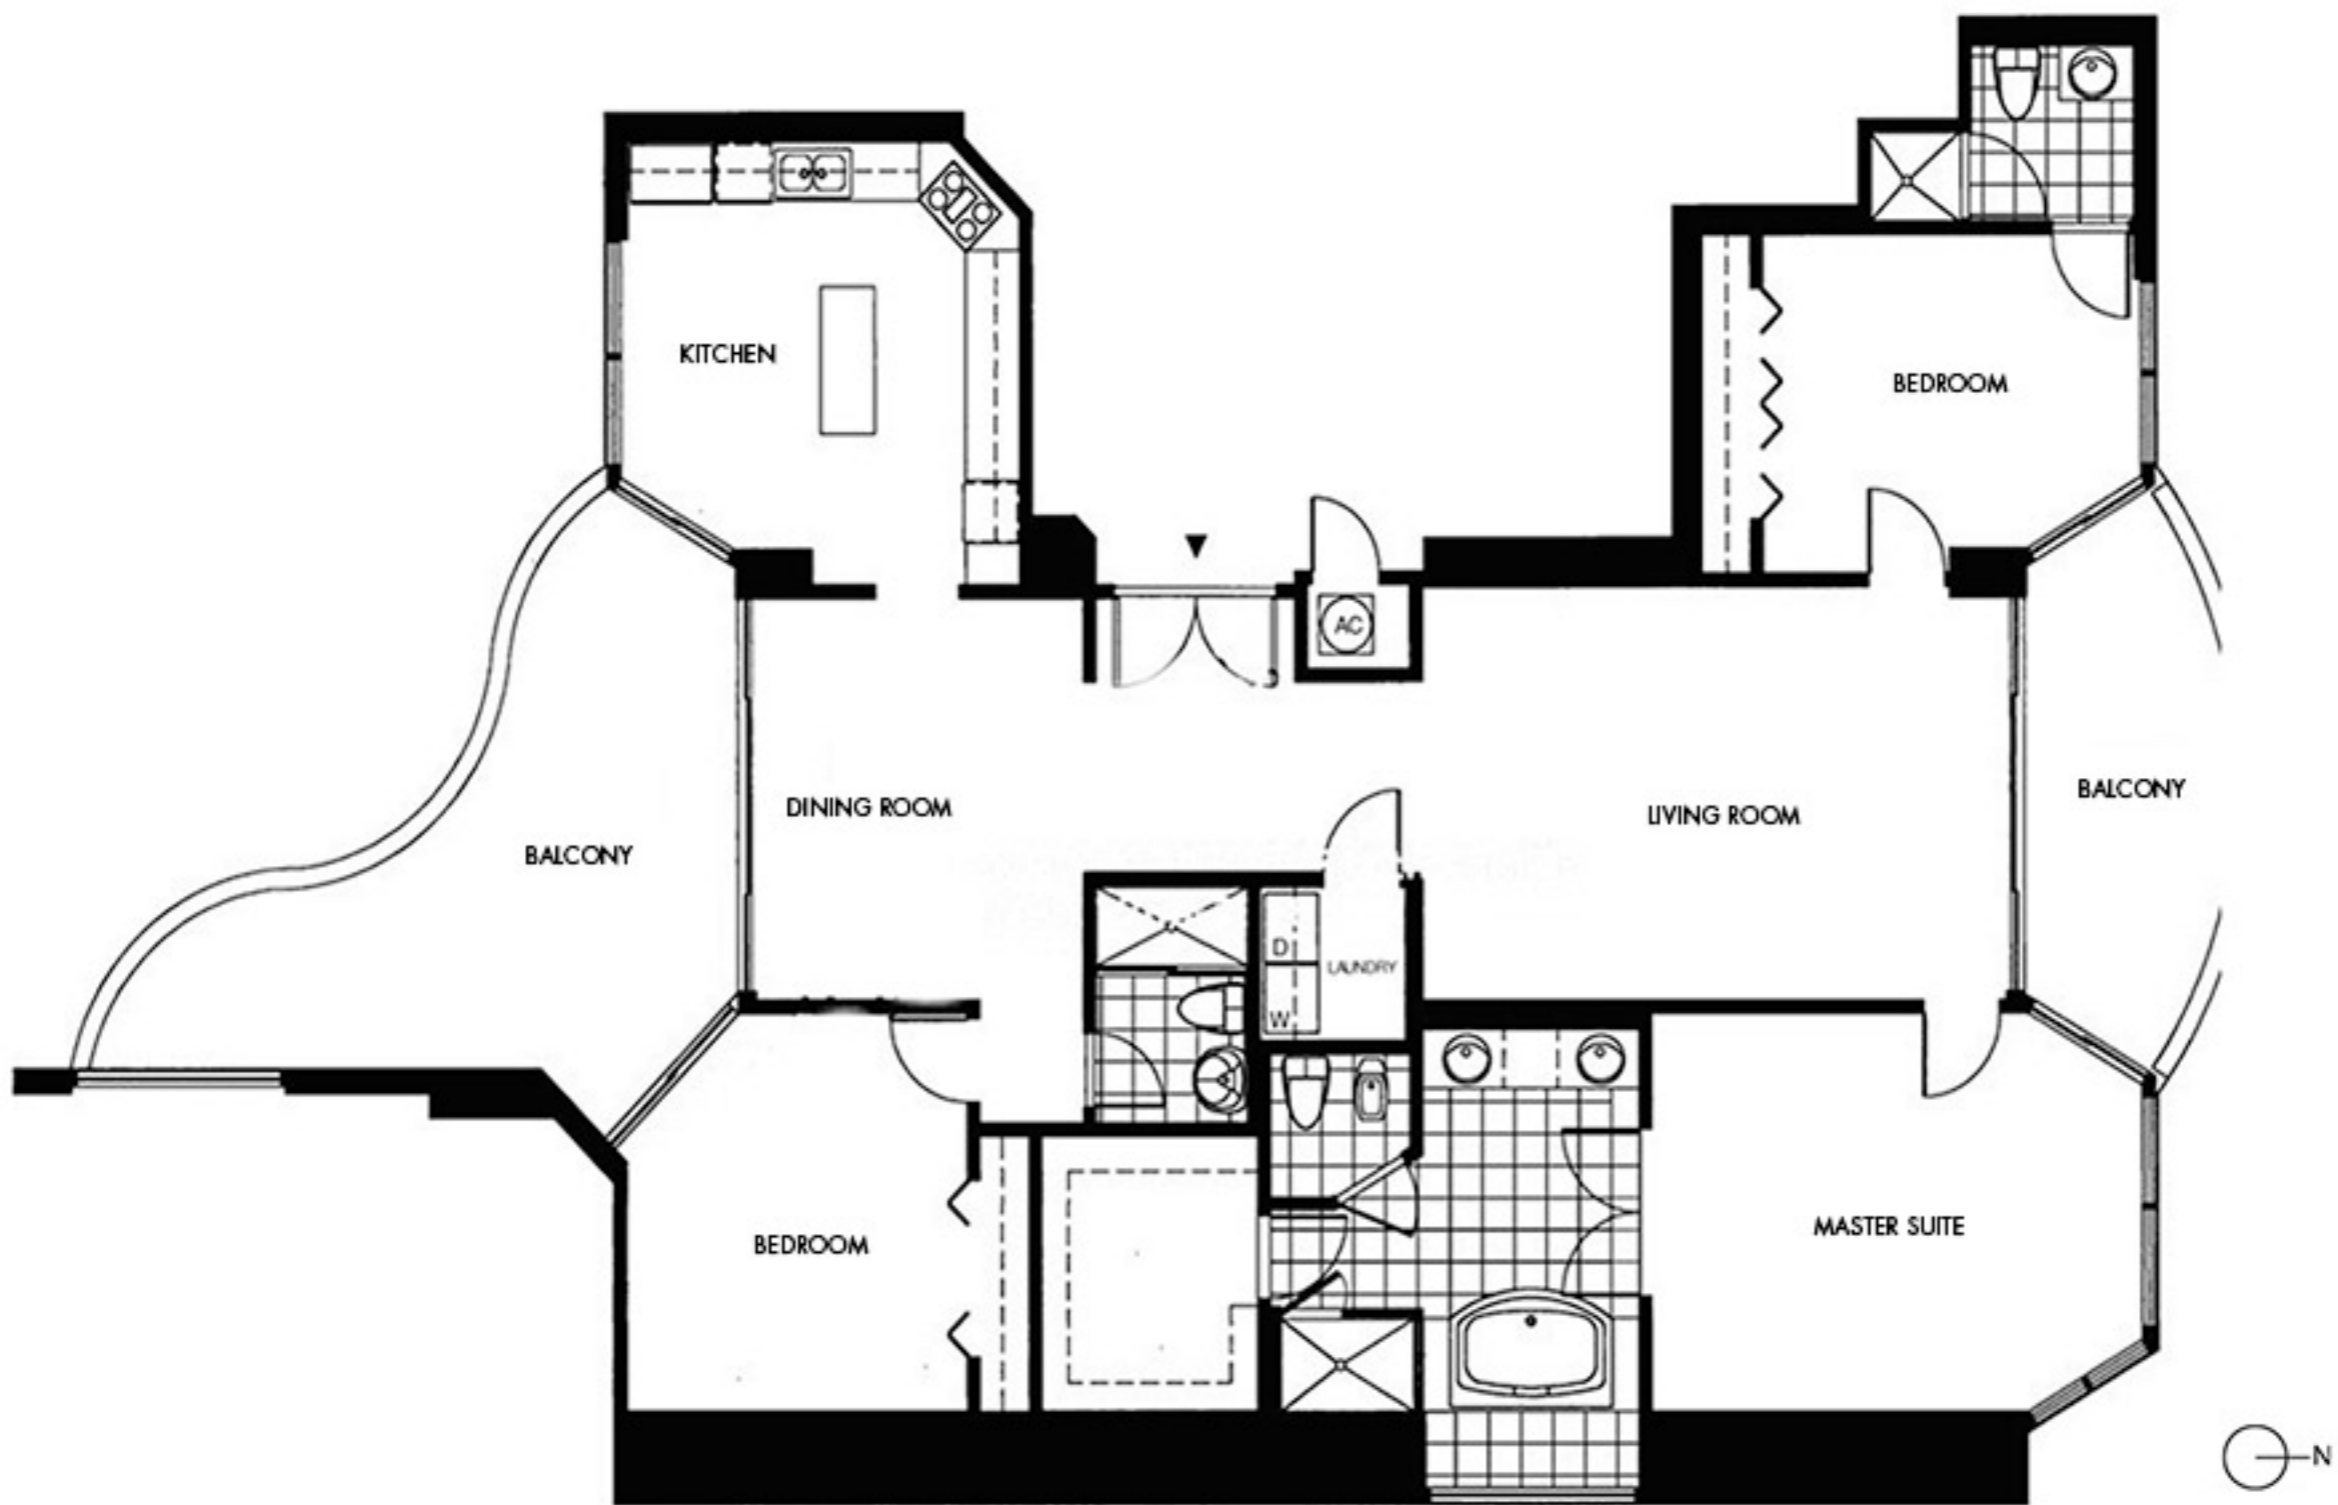 KITCHEN
BEDROOM
AC
DINING ROOM
LIVING ROOM
BALCONY
BALCONY
D
LAUNDRY
W
BEDROOM
MASTER SUITE
N